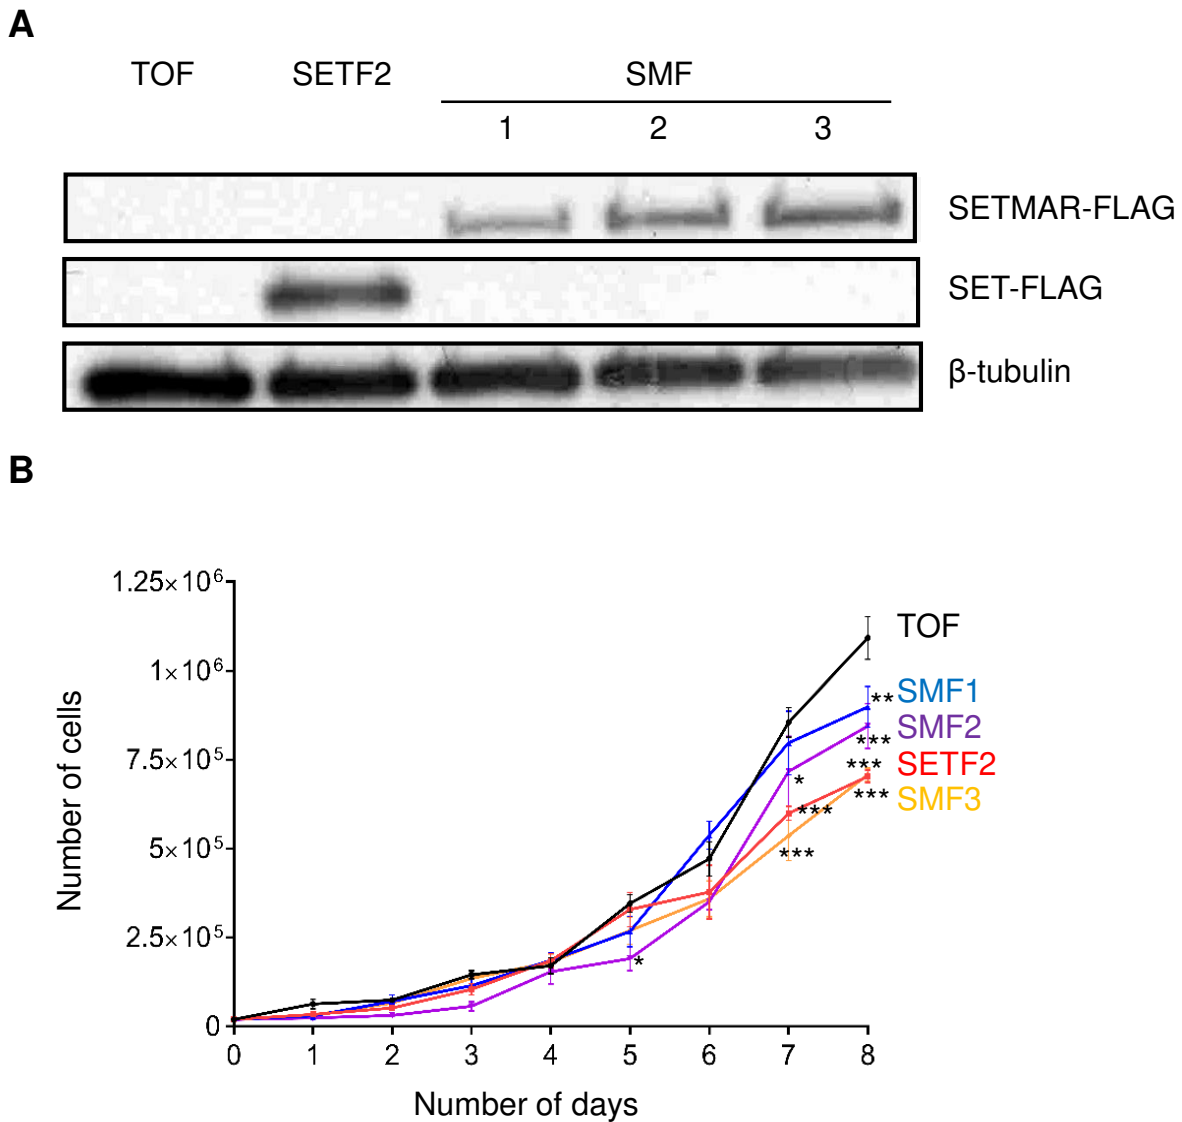 A
TOF SETF2 SMF
1 2 3
SETMAR-FLAG
SET-FLAG
β-tubulin
B
1.25×10⁶
1×10⁶
7.5×10⁵
5×10⁵
2.5×10⁵
0
Number of cells
TOF
** SMF1
SMF2
***
*** SETF2
*** SMF3
*
***
***
*
0 1 2 3 4 5 6 7 8
Number of days